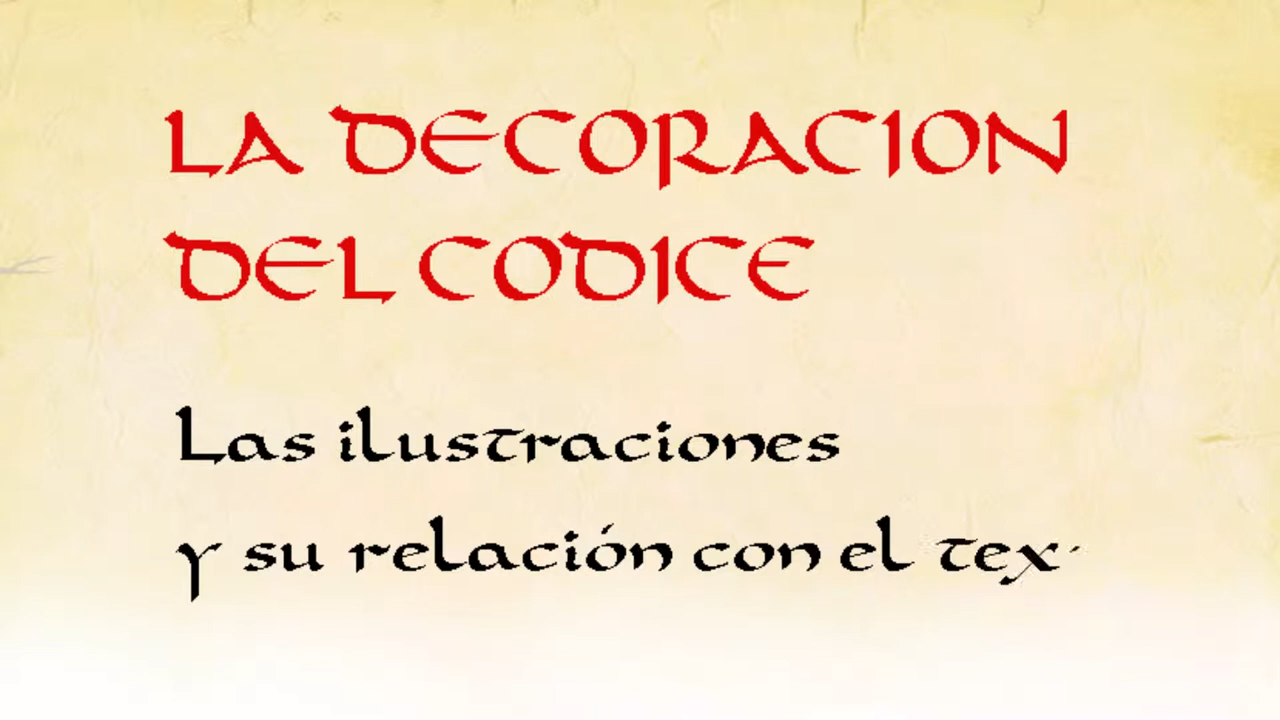 LA DECORACION
DEL CODICE
Las ilustraciones
y su relación con el tex